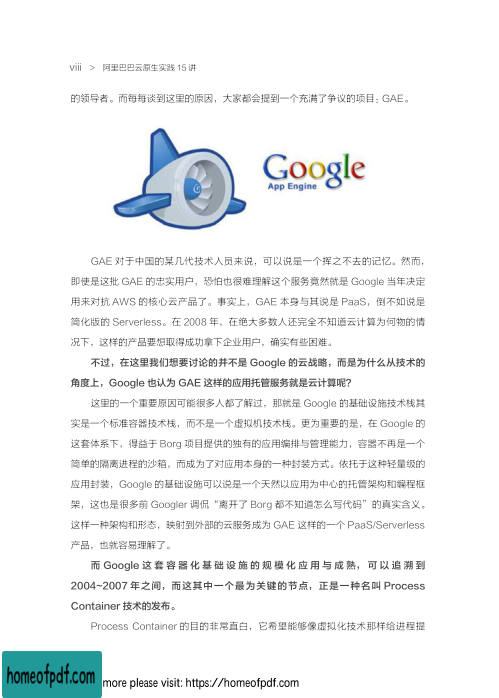 viii > 阿里巴巴云原生实践 15 讲
的领导者。而每每谈到这里的原因，大家都会提到一个充满了争议的项目：GAE。
Google
App Engine
GAE 对于中国的某几代技术人员来说，可以说是一个挥之不去的记忆。然而，
即使是这批 GAE 的忠实用户，恐怕也很难理解这个服务竟然就是 Google 当年决定
用来对抗 AWS 的核心云产品了。事实上，GAE 本身与其说是 PaaS，倒不如说是
简化版的 Serverless。在 2008 年，在绝大多数人还完全不知道云计算为何物的情
况下，这样的产品要想取得成功拿下企业用户，确实有些困难。
不过，在这里我们想要讨论的并不是 Google 的云战略，而是为什么从技术的
角度上，Google 也认为 GAE 这样的应用托管服务就是云计算呢？
这里的一个重要原因可能很多人都了解过，那就是 Google 的基础设施技术栈其
实是一个标准容器技术栈，而不是一个虚拟机技术栈。更为重要的是，在 Google 的
这套体系下，得益于 Borg 项目提供的独有的应用编排与管理能力，容器不再是一个
简单的隔离进程的沙箱，而成为了对应用本身的一种封装方式。依托于这种轻量级的
应用封装，Google 的基础设施可以说是一个天然以应用为中心的托管架构和编程框
架，这也是很多前 Googler 调侃“离开了 Borg 都不知道怎么写代码”的真实含义。
这样一种架构和形态，映射到外部的云服务成为 GAE 这样的一个 PaaS/Serverless
产品，也就容易理解了。
而 Google 这套容器化基础设施的规模化应用与成熟，可以追溯到
2004~2007 年之间，而这其中一个最为关键的节点，正是一种名叫 Process
Container 技术的发布。
Process Container 的目的非常直白，它希望能够像虚拟化技术那样给进程提
homeofpdf.com
more please visit: https://homeofpdf.com